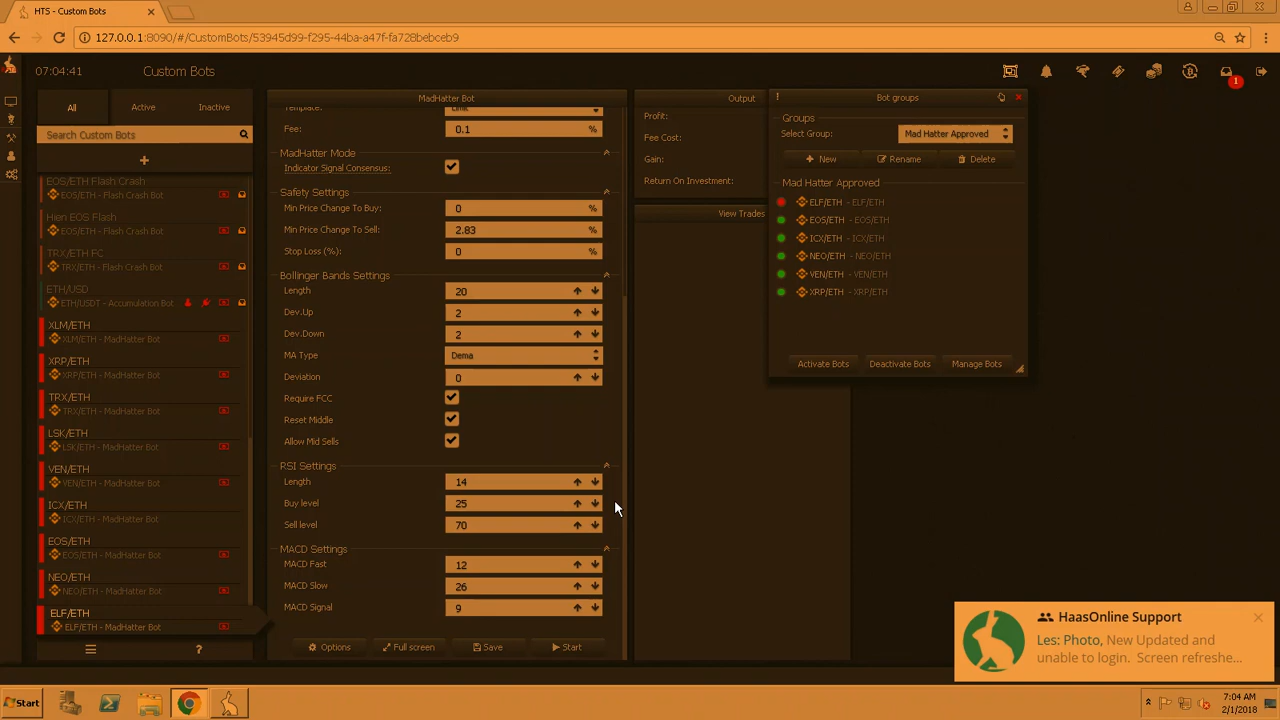 HTS - Custom Bots
127.0.0.1:8090/#/CustomBots/53945d99-f295-44ba-a47f-fa728bebceb9
07:04:41
Custom Bots
1
All
Active
Inactive
Search Custom Bots
EOS/ETH Flash Crash
EOS/ETH - Flash Crash Bot
Hien EOS Flash
EOS/ETH - Flash Crash Bot
TRX/ETH FC
TRX/ETH - Flash Crash Bot
ETH/USD
ETH/USDT - Accumulation Bot
XLM/ETH
XLM/ETH - MadHatter Bot
XRP/ETH
XRP/ETH - MadHatter Bot
TRX/ETH
TRX/ETH - MadHatter Bot
LSK/ETH
LSK/ETH - MadHatter Bot
VEN/ETH
VEN/ETH - MadHatter Bot
ICX/ETH
ICX/ETH - MadHatter Bot
EOS/ETH
EOS/ETH - MadHatter Bot
NEO/ETH
NEO/ETH - MadHatter Bot
ELF/ETH
ELF/ETH - MadHatter Bot
?
MadHatter Bot
Template:
Fee: 0.1 %
MadHatter Mode
Indicator Signal Consensus:
Safety Settings
Min Price Change To Buy: 0 %
Min Price Change To Sell: 2.83 %
Stop Loss (%): 0 %
Bollinger Bands Settings
Length 20
Dev.Up 2
Dev.Down 2
MA Type Dema
Deviation 0
Require FCC
Reset Middle
Allow Mid Sells
RSI Settings
Length 14
Buy level 25
Sell level 70
MACD Settings
MACD Fast 12
MACD Slow 26
MACD Signal 9
Options
Full screen
Save
Start
Output
Profit:
Fee Cost:
Gain:
Return On Investment:
View Trades
Bot groups
Groups
Select Group: Mad Hatter Approved
New
Rename
Delete
Mad Hatter Approved
ELF/ETH - ELF/ETH
EOS/ETH - EOS/ETH
ICX/ETH - ICX/ETH
NEO/ETH - NEO/ETH
VEN/ETH - VEN/ETH
XRP/ETH - XRP/ETH
Activate Bots
Deactivate Bots
Manage Bots
HaasOnline Support
Les: Photo, New Updated and
unable to login. Screen refreshe...
Start
7:04 AM
2/1/2018